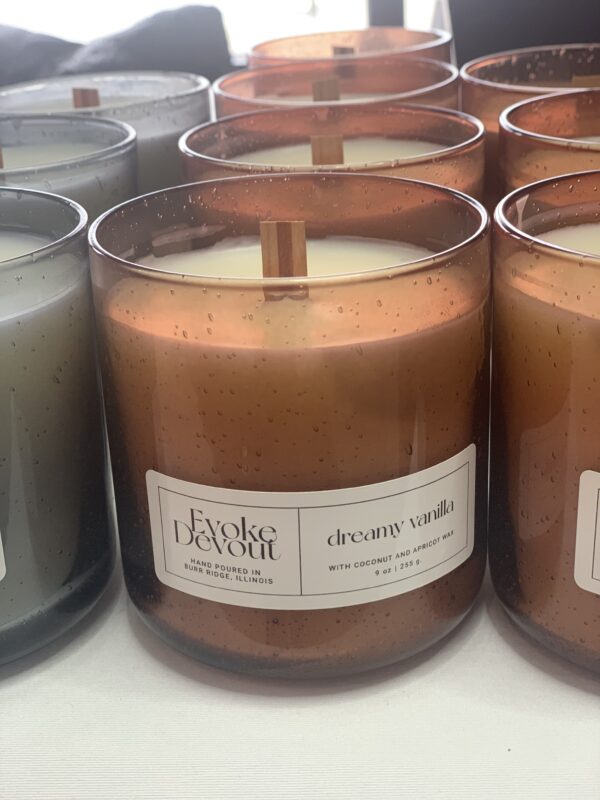 Evoke
Devout
HAND POURED IN
BURR RIDGE, ILLINOIS
dreamy vanilla
WITH COCONUT AND APRICOT WAX
9 oz | 255 g